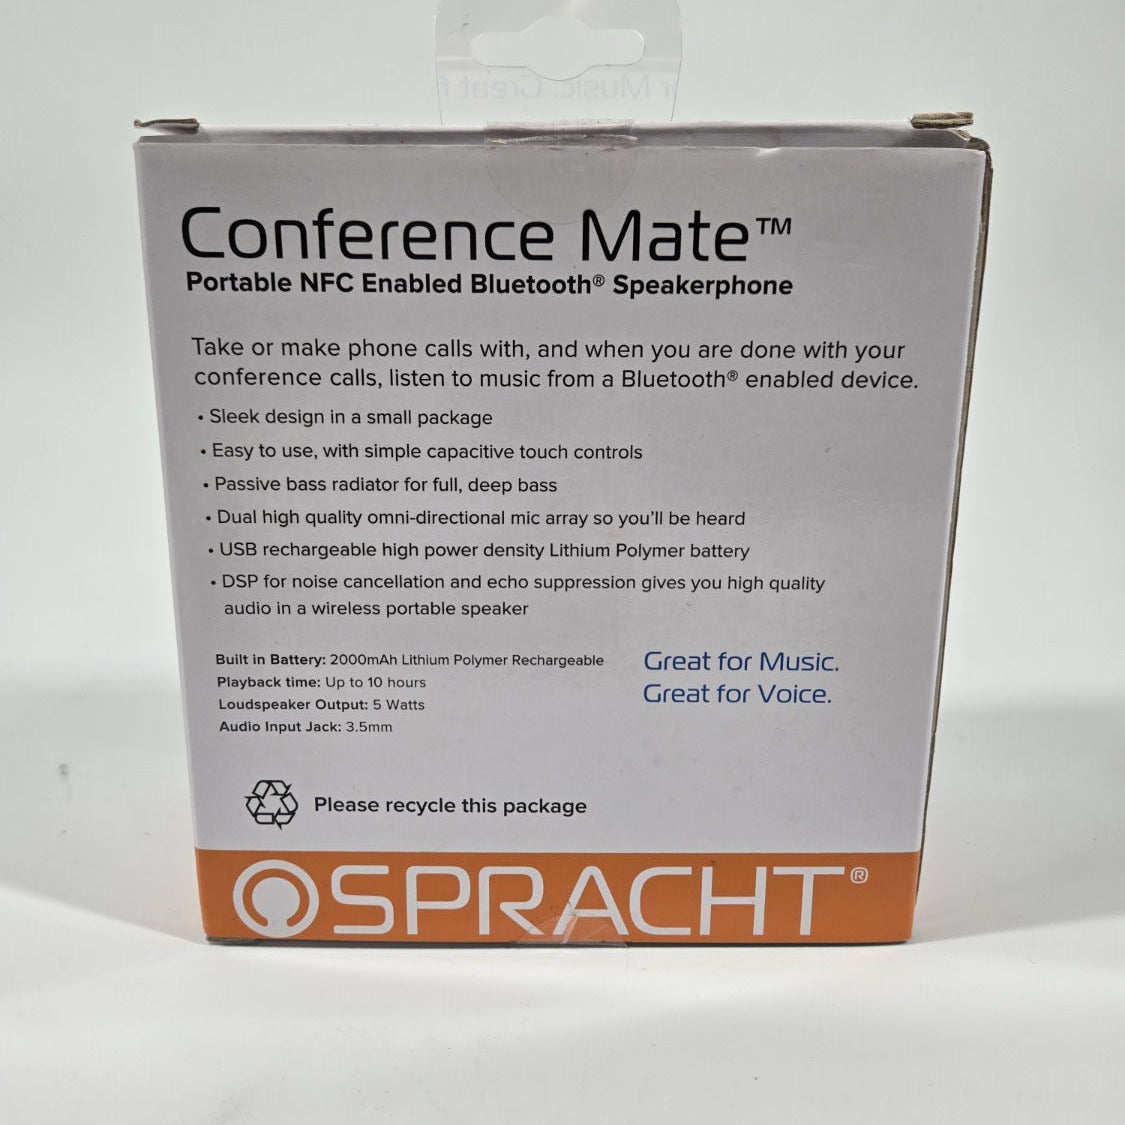 r Music. Great f
Conference Mate™
Portable NFC Enabled Bluetooth® Speakerphone
Take or make phone calls with, and when you are done with your
conference calls, listen to music from a Bluetooth® enabled device.
• Sleek design in a small package
• Easy to use, with simple capacitive touch controls
• Passive bass radiator for full, deep bass
• Dual high quality omni-directional mic array so you'll be heard
• USB rechargeable high power density Lithium Polymer battery
• DSP for noise cancellation and echo suppression gives you high quality
audio in a wireless portable speaker
Built in Battery: 2000mAh Lithium Polymer Rechargeable
Playback time: Up to 10 hours
Loudspeaker Output: 5 Watts
Audio Input Jack: 3.5mm
Great for Music.
Great for Voice.
Please recycle this package
SPRACHT®